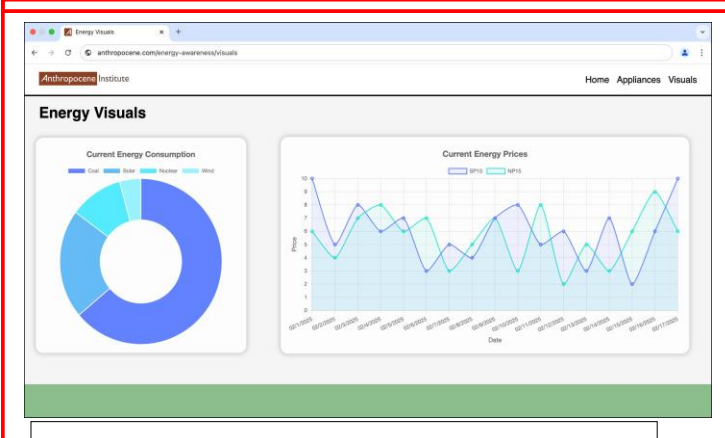 Energy Visuals
anthropocene.com/energy-awareness/visuals
Anthropocene Institute
Home Appliances Visuals
Energy Visuals
Current Energy Consumption
Coal Solar Nuclear Wind
Current Energy Prices
SP15 NP15
10
9
8
7
6
5
4
3
2
1
0
Price
02/1/2025 02/2/2025 02/3/2025 02/4/2025 02/5/2025 02/6/2025 02/7/2025 02/8/2025 02/9/2025 02/10/2025 02/11/2025 02/12/2025 02/13/2025 02/14/2025 02/15/2025 02/16/2025 02/17/2025
Date